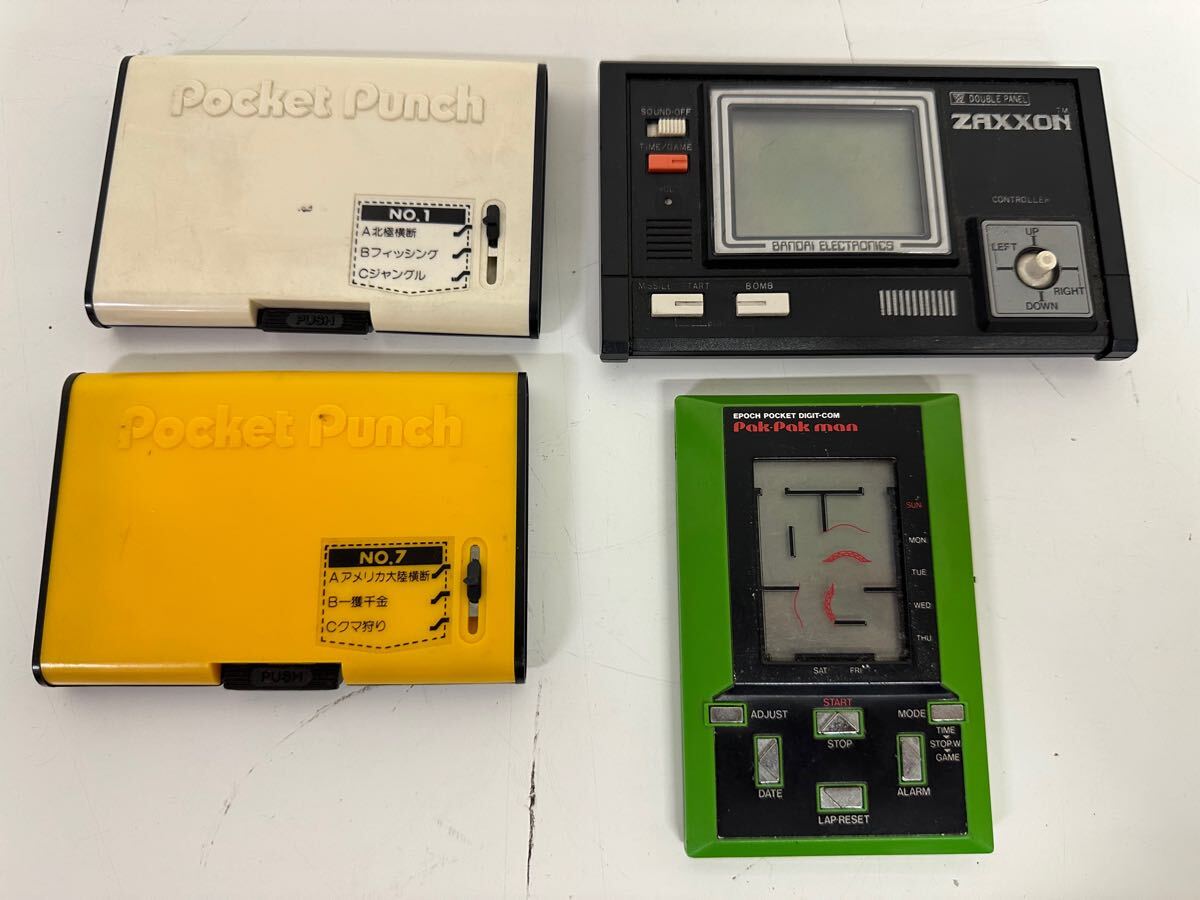 Pocket Punch
NO.1
A北極横断
Bフィッシング
Cジャングル
PUSH
DOUBLE PANEL
ZAXXON™
SOUND·OFF
TIME/GAME
CONTROLLER
UP
LEFT
RIGHT
DOWN
BANDAI ELECTRONICS
BOMB
Pocket Punch
NO.7
Aアメリカ大陸横断
B一獲千金
Cクマ狩り
PUSH
EPOCH POCKET DIGIT-COM
Pak·Pak man
SUN
MON
TUE
WED
THU
SAT FRI
START
ADJUST
MODE
STOP
TIME
STOP.W
GAME
DATE
ALARM
LAP·RESET